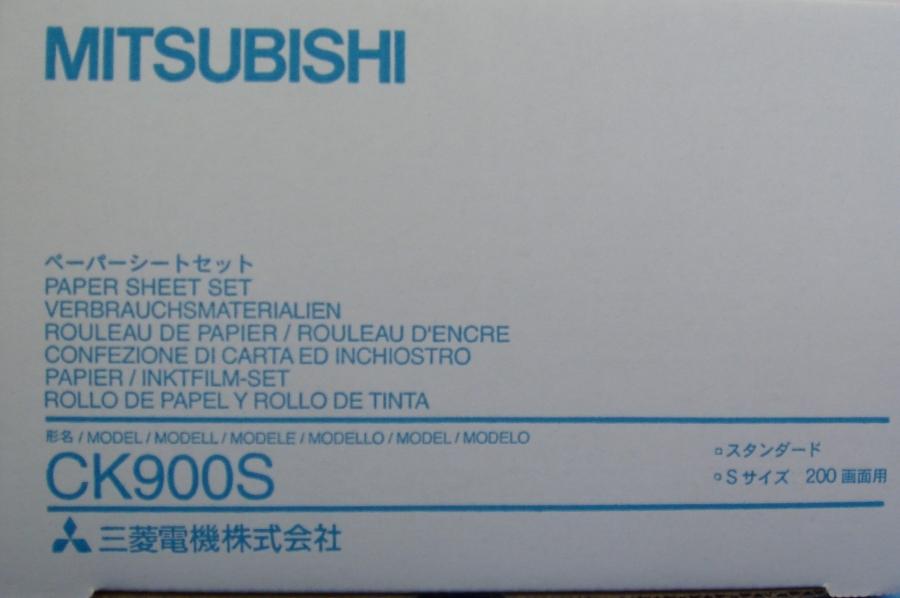 MITSUBISHI
ペーパーシートセット
PAPER SHEET SET
VERBRAUCHSMATERIALIEN
ROULEAU DE PAPIER / ROULEAU D'ENCRE
CONFEZIONE DI CARTA ED INCHIOSTRO
PAPIER / INKTFILM-SET
ROLLO DE PAPEL Y ROLLO DE TINTA
形名 / MODEL / MODELL / MODELE / MODELLO / MODEL / MODELO
CK900S
▫スタンダード
▫Sサイズ 200画面用
三菱電機株式会社